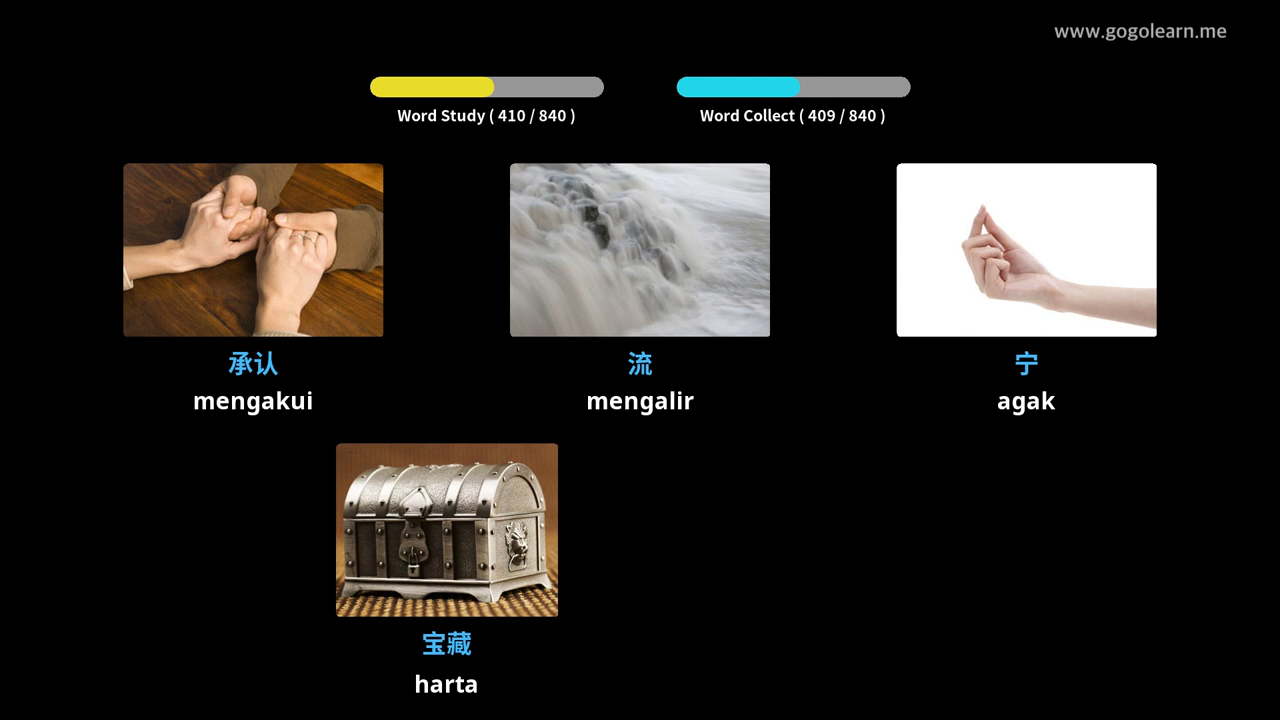 www.gogolearn.me
Word Study ( 410 / 840 )
Word Collect ( 409 / 840 )
承认
mengakui
流
mengalir
宁
agak
宝藏
harta